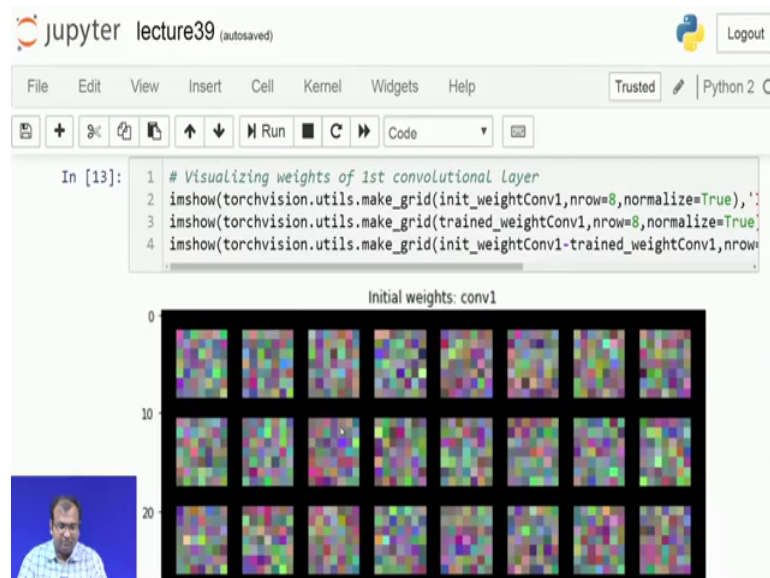 jupyter lecture39 (autosaved)
Logout
File Edit View Insert Cell Kernel Widgets Help
Trusted Python 2
Run Code
In [13]:
1 # Visualizing weights of 1st convolutional layer
2 imshow(torchvision.utils.make_grid(init_weightConv1,nrow=8,normalize=True),'
3 imshow(torchvision.utils.make_grid(trained_weightConv1,nrow=8,normalize=True)
4 imshow(torchvision.utils.make_grid(init_weightConv1-trained_weightConv1,nrow=
Initial weights: conv1
0
10
20